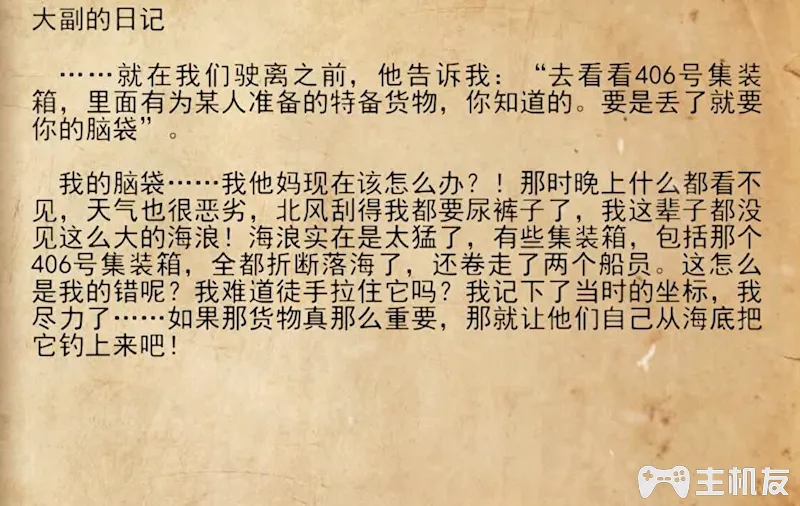 大副的日记
……就在我们驶离之前，他告诉我：“去看看406号集装
箱，里面有为某人准备的特备货物，你知道的。要是丢了就要
你的脑袋”。
我的脑袋……我他妈现在该怎么办？！那时晚上什么都看不
见，天气也很恶劣，北风刮得我都要尿裤子了，我这辈子都没
见这么大的海浪！海浪实在是太猛了，有些集装箱，包括那个
406号集装箱，全都折断落海了，还卷走了两个船员。这怎么
是我的错呢？我难道徒手拉住它吗？我记下了当时的坐标，我
尽力了……如果那货物真那么重要，那就让他们自己从海底把
它钓上来吧！
主机友